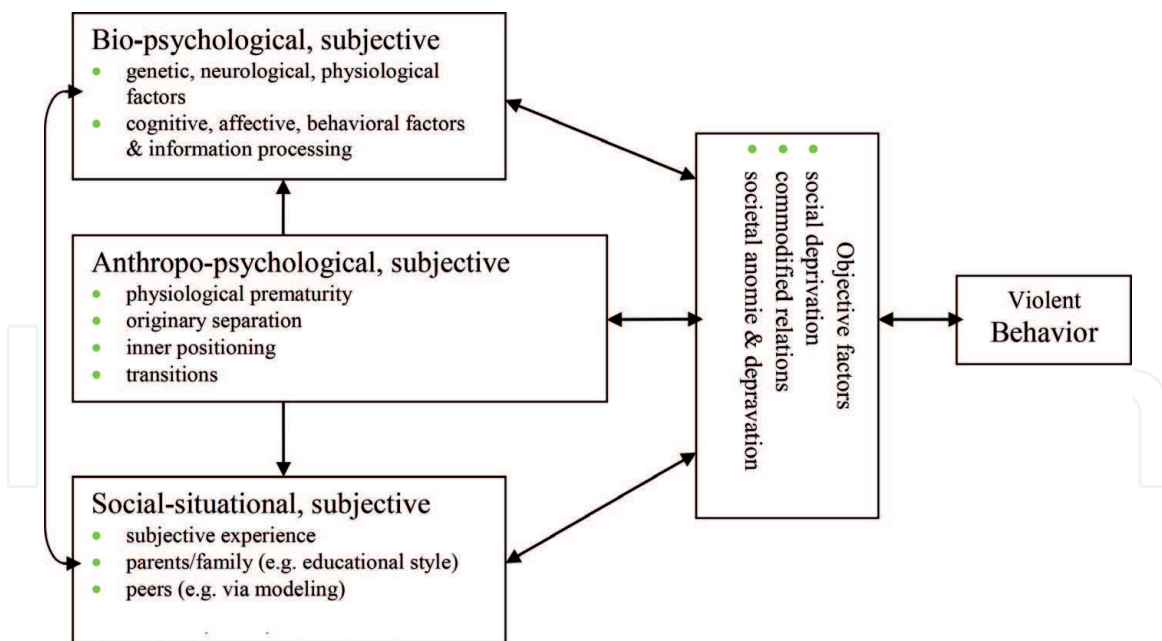 Bio-psychological, subjective
• genetic, neurological, physiological
factors
• cognitive, affective, behavioral factors
& information processing
Anthropo-psychological, subjective
• physiological prematurity
• originary separation
• inner positioning
• transitions
Social-situational, subjective
• subjective experience
• parents/family (e.g. educational style)
• peers (e.g. via modeling)
Objective factors
• social deprivation
• commodified relations
• societal anomie & depravation
Violent
Behavior